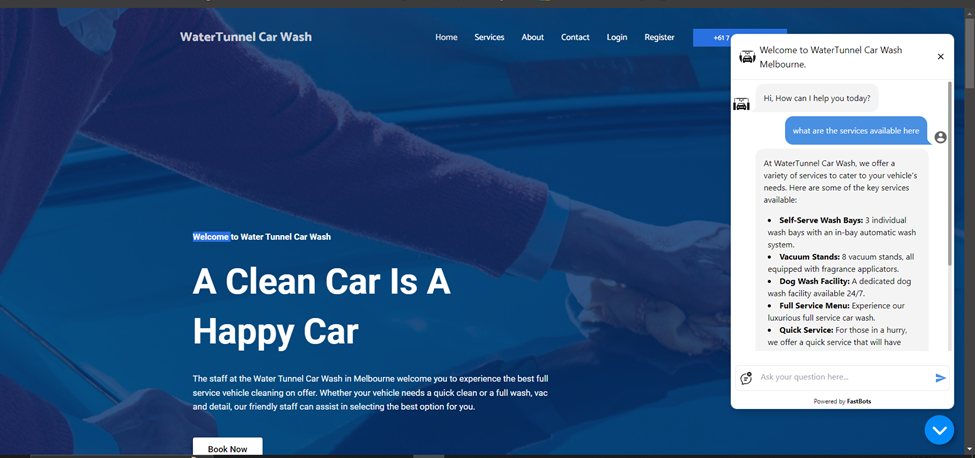 WaterTunnel Car Wash
Home Services About Contact Login Register +61 7
Welcome to WaterTunnel Car Wash
Melbourne.
Hi, How can I help you today?
what are the services available here
At WaterTunnel Car Wash, we offer a
variety of services to cater to your vehicle's
needs. Here are some of the key services
available:
• Self-Serve Wash Bays: 3 individual
wash bays with an in-bay automatic wash
system.
• Vacuum Stands: 8 vacuum stands, all
equipped with fragrance applicators.
• Dog Wash Facility: A dedicated dog
wash facility available 24/7.
• Full Service Menu: Experience our
luxurious full service car wash.
• Quick Service: For those in a hurry,
we offer a quick service that will have
Ask your question here...
Powered by FastBots
Welcome to Water Tunnel Car Wash
A Clean Car Is A
Happy Car
The staff at the Water Tunnel Car Wash in Melbourne welcome you to experience the best full
service vehicle cleaning on offer. Whether your vehicle needs a quick clean or a full wash, vac
and detail, our friendly staff can assist in selecting the best option for you.
Book Now